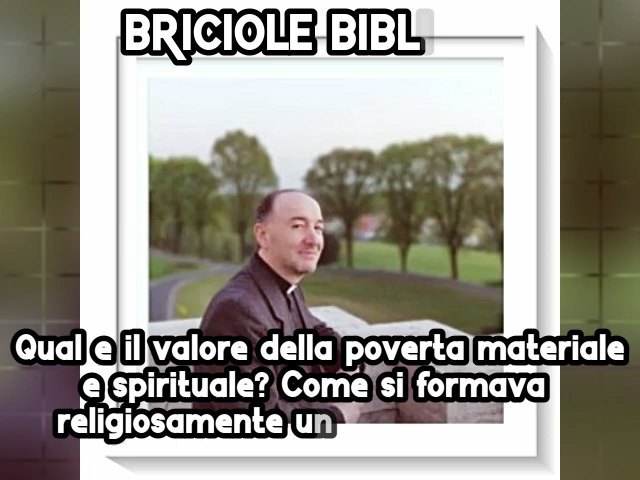 BRICIOLE BIBL
Qual e il valore della poverta materiale
e spirituale? Come si formava
religiosamente un